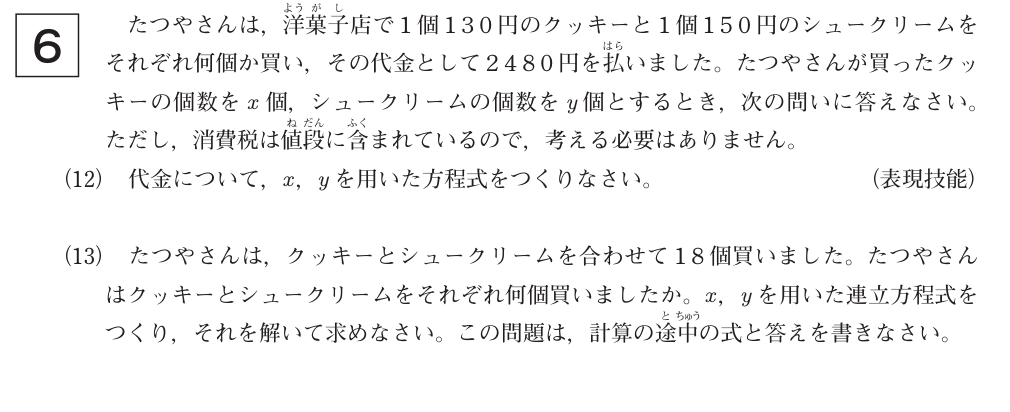 6
たつやさんは，洋菓子店で１個１３０円のクッキーと１個１５０円のシュークリームを
それぞれ何個か買い，その代金として２４８０円を払いました。たつやさんが買ったクッ
キーの個数を x 個，シュークリームの個数を y 個とするとき，次の問いに答えなさい。
ただし，消費税は値段に含まれているので，考える必要はありません。
(12) 代金について，x，y を用いた方程式をつくりなさい。 （表現技能）
(13) たつやさんは，クッキーとシュークリームを合わせて１８個買いました。たつやさん
はクッキーとシュークリームをそれぞれ何個買いましたか。x，y を用いた連立方程式を
つくり，それを解いて求めなさい。この問題は，計算の途中の式と答えを書きなさい。